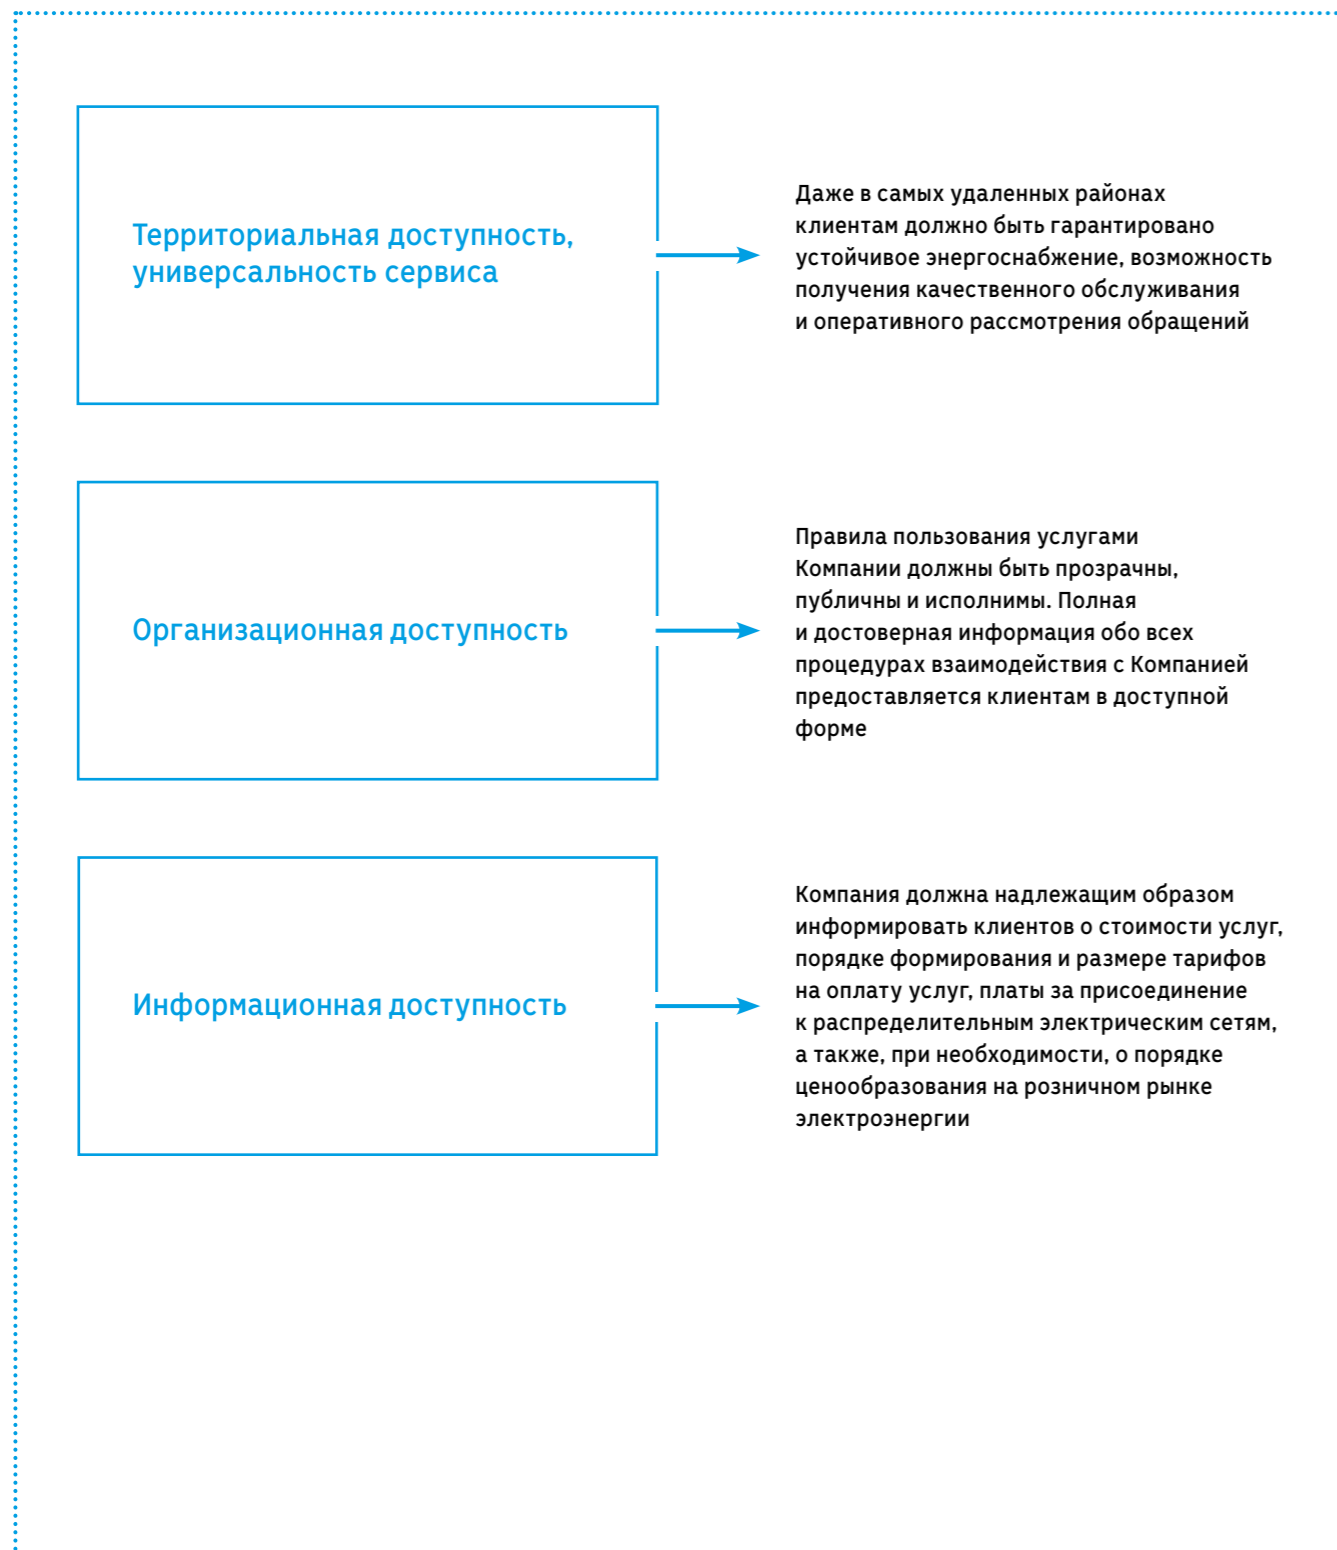 Территориальная доступность,
универсальность сервиса
Даже в самых удаленных районах
клиентам должно быть гарантировано
устойчивое энергоснабжение, возможность
получения качественного обслуживания
и оперативного рассмотрения обращений
Организационная доступность
Правила пользования услугами
Компании должны быть прозрачны,
публичны и исполнимы. Полная
и достоверная информация обо всех
процедурах взаимодействия с Компанией
предоставляется клиентам в доступной
форме
Информационная доступность
Компания должна надлежащим образом
информировать клиентов о стоимости услуг,
порядке формирования и размере тарифов
на оплату услуг, платы за присоединение
к распределительным электрическим сетям,
а также, при необходимости, о порядке
ценообразования на розничном рынке
электроэнергии